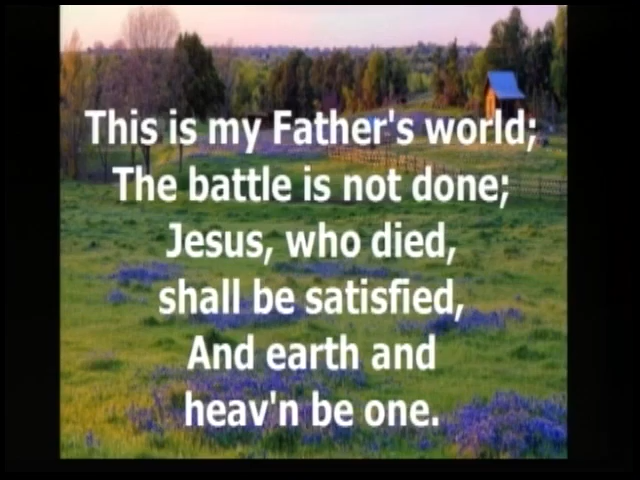 This is my Father's world;
The battle is not done;
Jesus, who died,
shall be satisfied,
And earth and
heav'n be one.